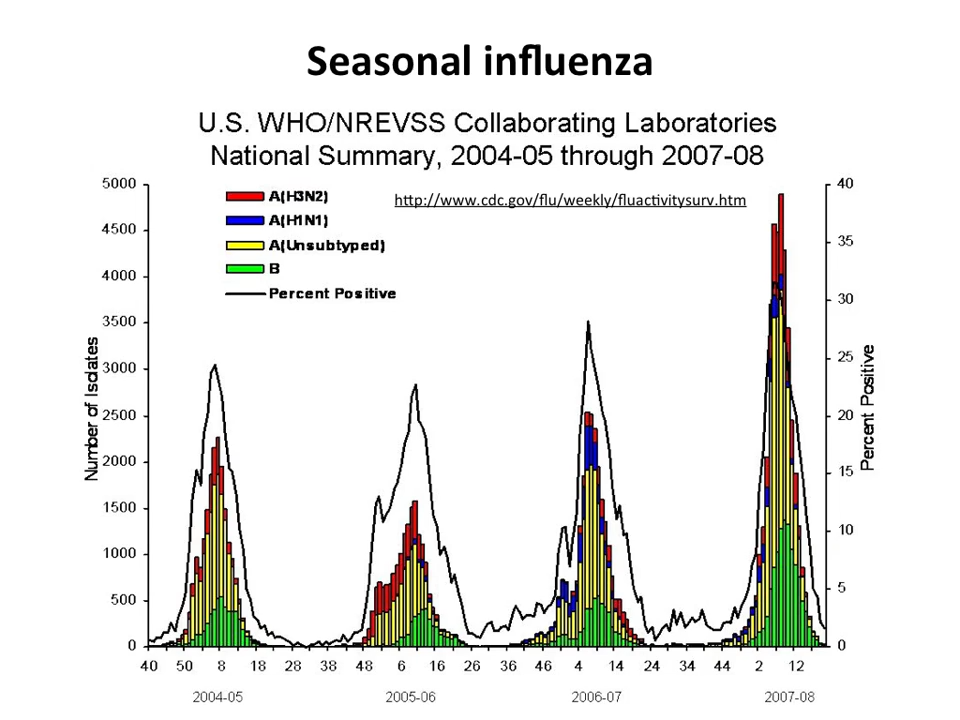 Seasonal influenza
U.S. WHO/NREVSS Collaborating Laboratories
National Summary, 2004-05 through 2007-08
http://www.cdc.gov/flu/weekly/fluactivitysurv.htm
A(H3N2)
A(H1N1)
A(Unsubtyped)
B
Percent Positive
Number of Isolates
5000
4500
4000
3500
3000
2500
2000
1500
1000
500
0
40
35
30
25
20
15
10
5
0
Percent Positive
40 50 8 18 28 38 48 6 16 26 36 46 4 14 24 34 44 2 12
2004-05 2005-06 2006-07 2007-08